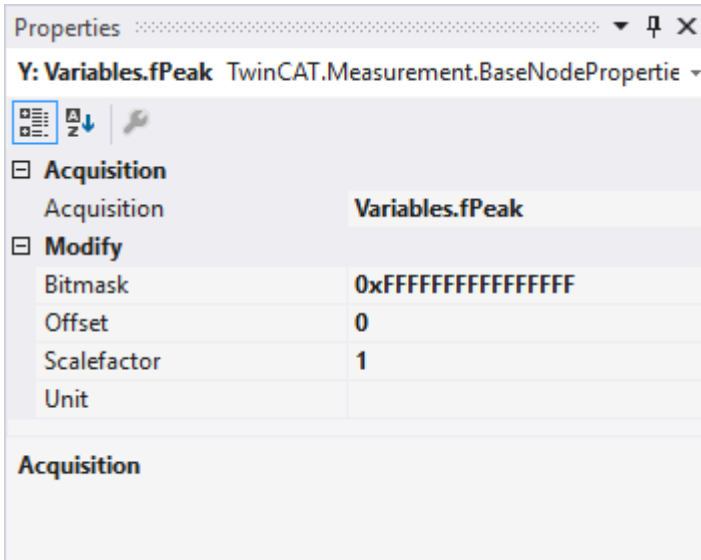 Properties
Y: Variables.fPeak TwinCAT.Measurement.BaseNodePropertie
Acquisition
Acquisition Variables.fPeak
Modify
Bitmask 0xFFFFFFFFFFFFFFFF
Offset 0
Scalefactor 1
Unit
Acquisition